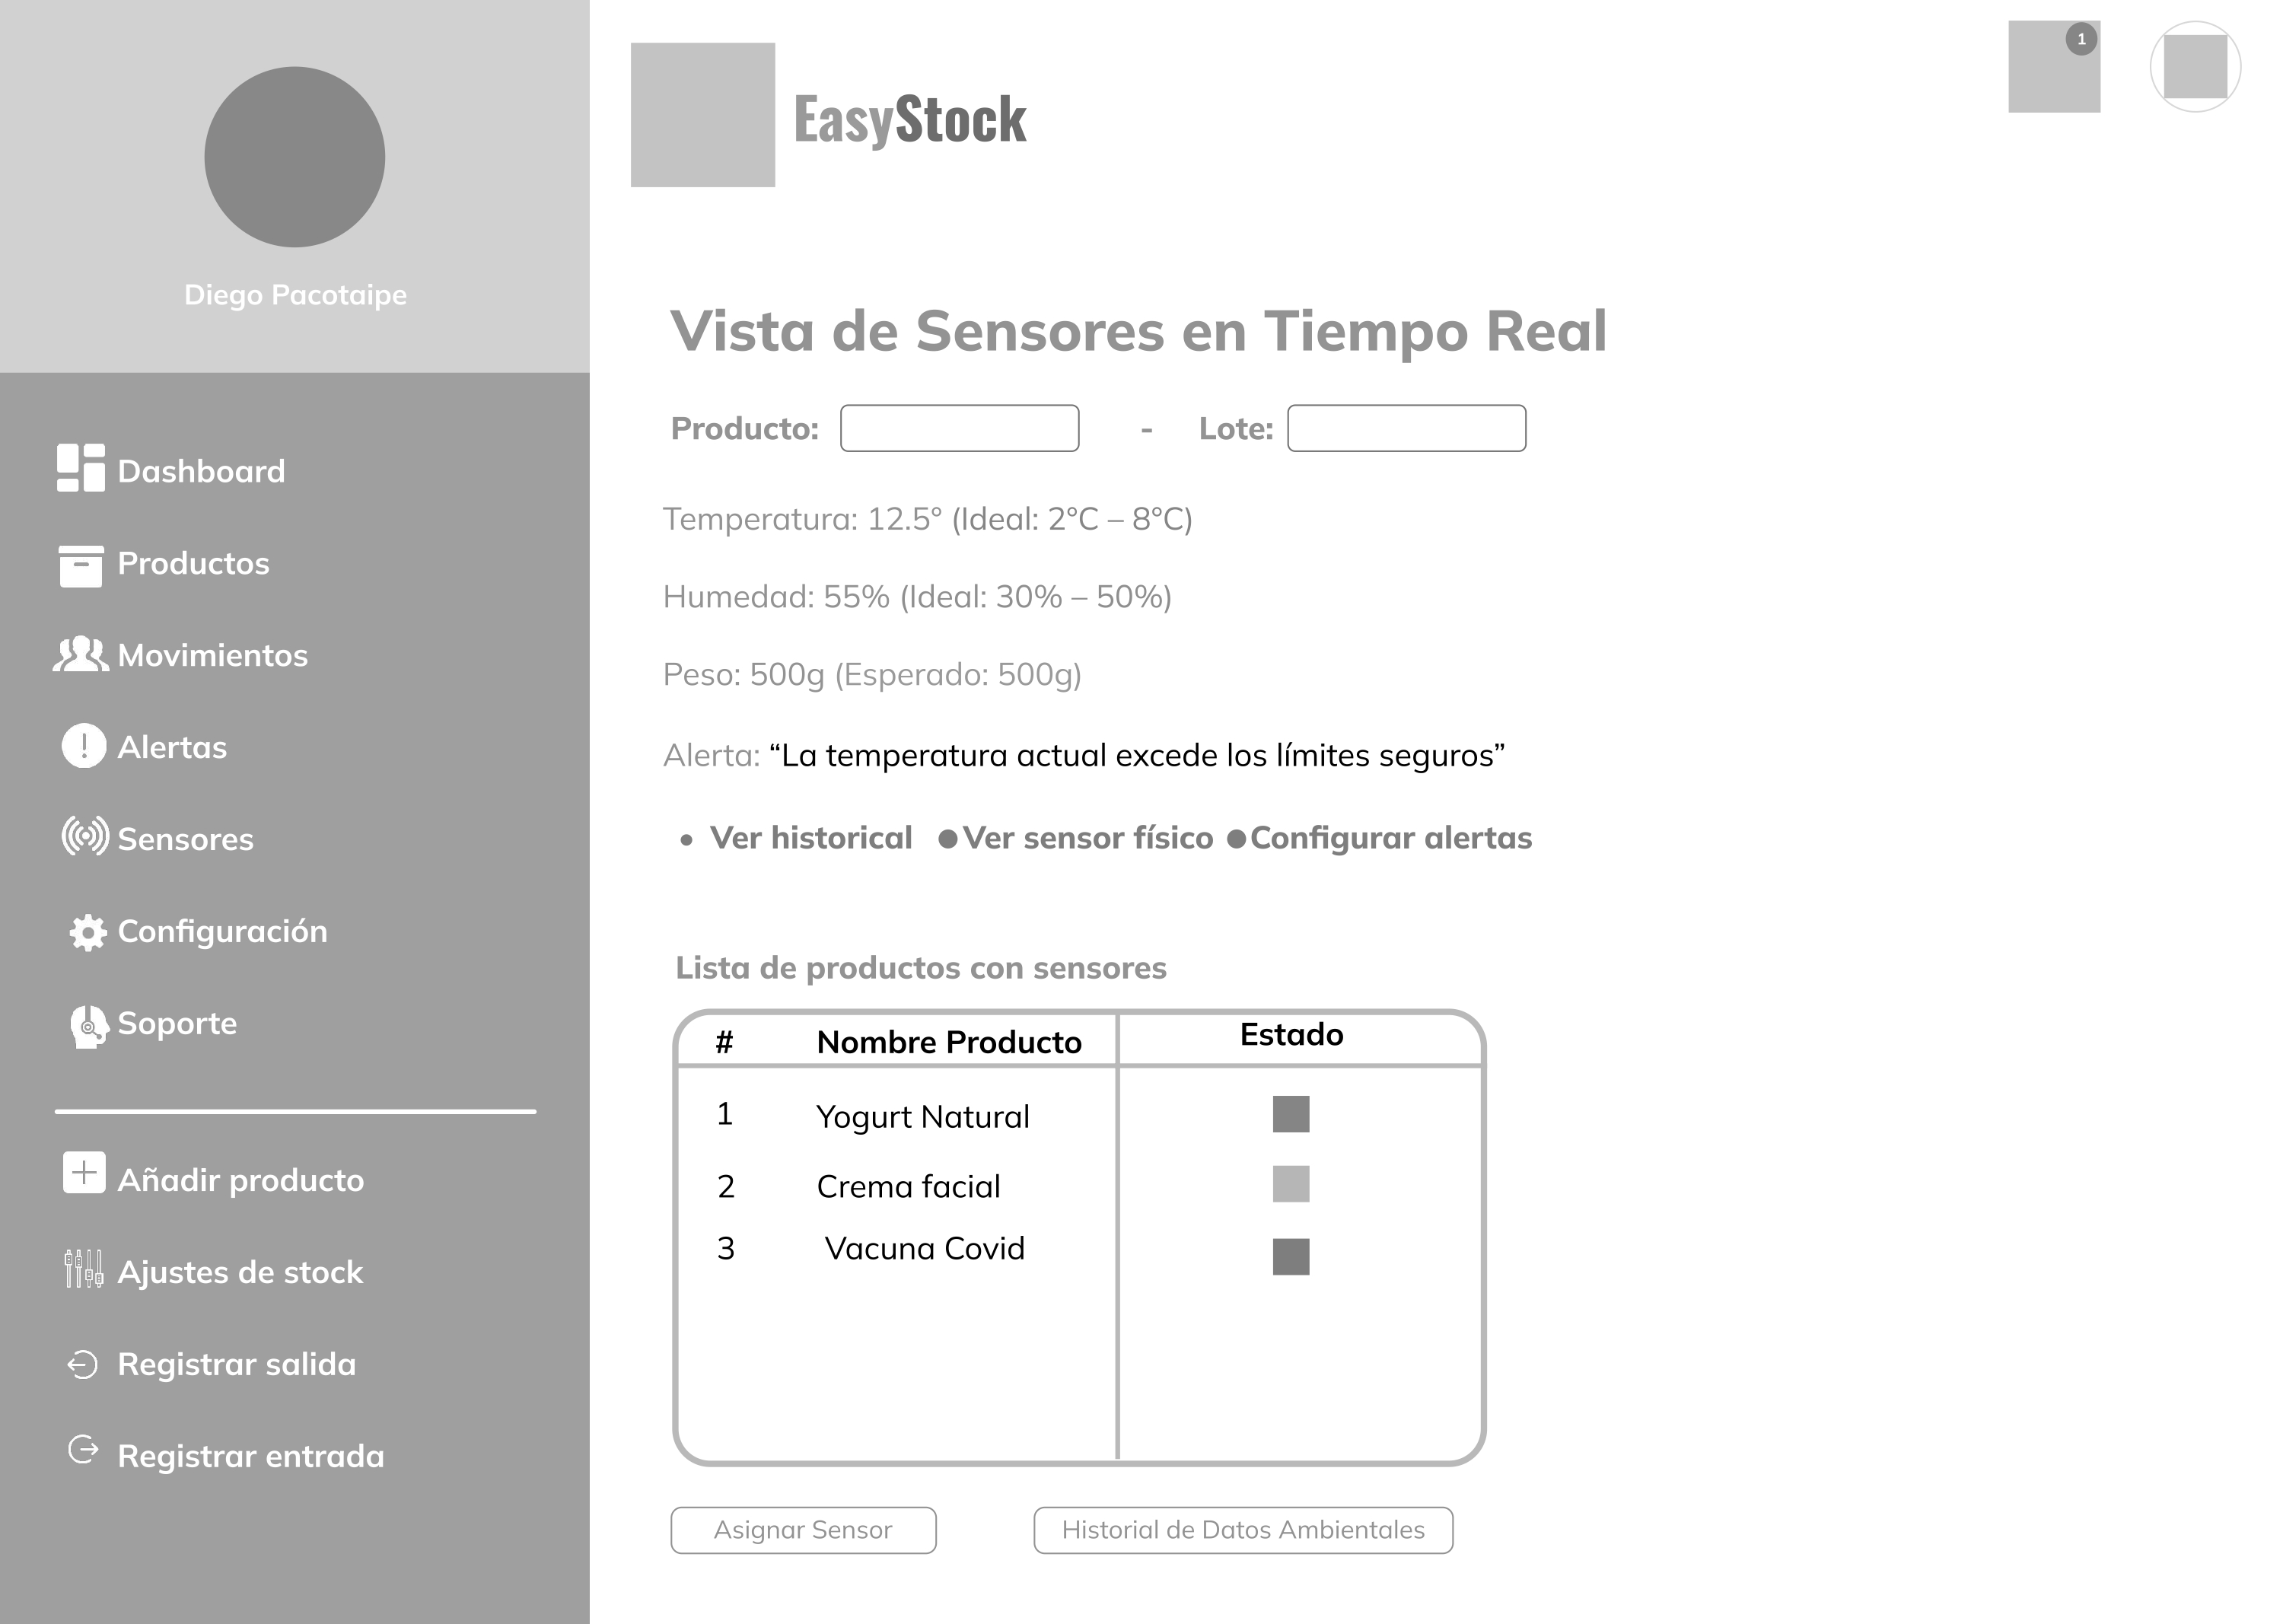 Diego Pacotaipe
Dashboard
Productos
Movimientos
Alertas
Sensores
Configuración
Soporte
Añadir producto
Ajustes de stock
Registrar salida
Registrar entrada
EasyStock
1
Vista de Sensores en Tiempo Real
Producto: - Lote:
Temperatura: 12.5° (Ideal: 2°C – 8°C)
Humedad: 55% (Ideal: 30% – 50%)
Peso: 500g (Esperado: 500g)
Alerta: “La temperatura actual excede los límites seguros”
• Ver historical ●Ver sensor físico ●Configurar alertas
Lista de productos con sensores
# Nombre Producto Estado
1 Yogurt Natural
2 Crema facial
3 Vacuna Covid
Asignar Sensor Historial de Datos Ambientales